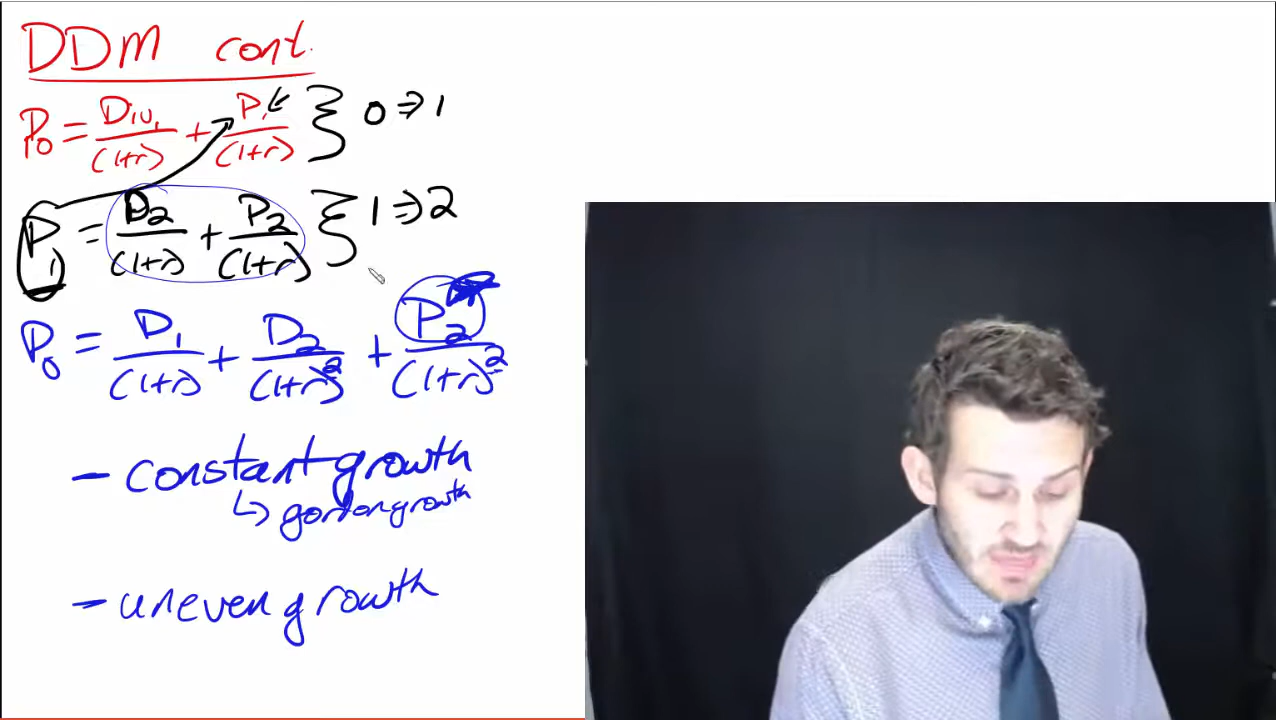 DDM cont.
P₀ = Div₁/(1+r) + P₁/(1+r) } 0 ⇒ 1
P₁ = D₂/(1+r) + P₂/(1+r) } 1 ⇒ 2
P₀ = D₁/(1+r) + D₂/(1+r)² + P₂/(1+r)²
- constant growth
↳ gordon growth
- uneven growth